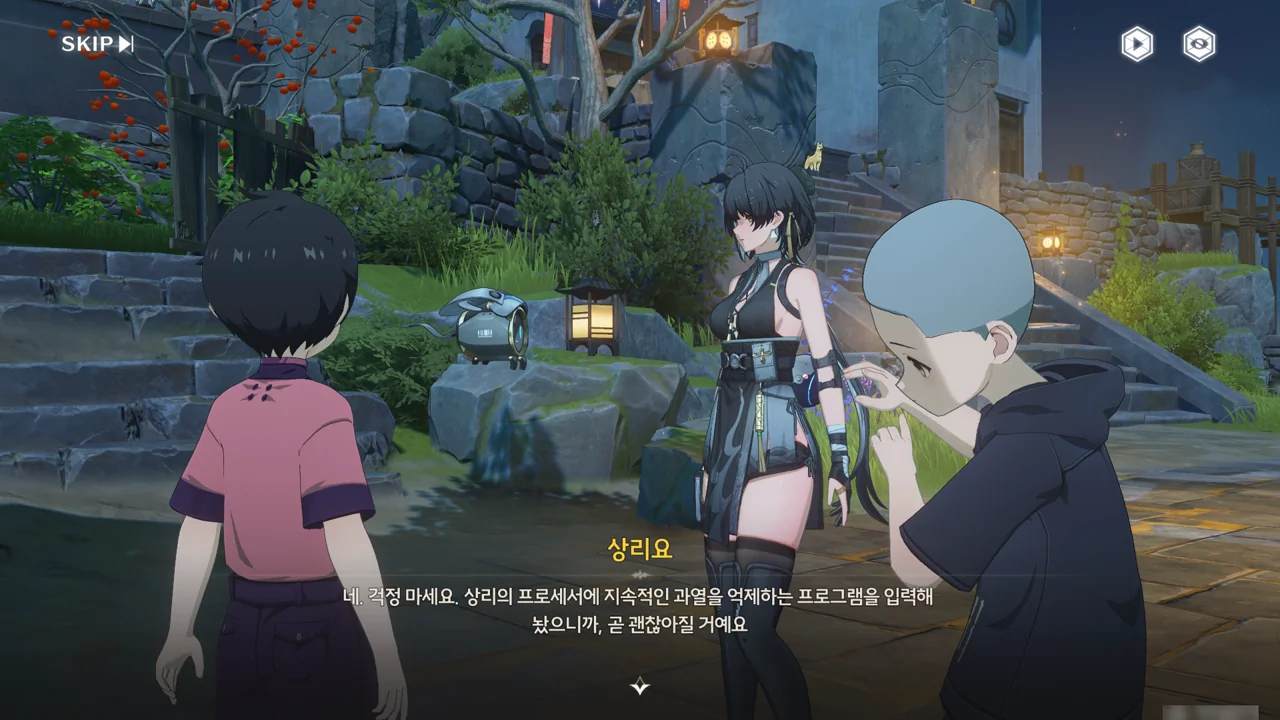 SKIP
상리요
네. 걱정 마세요. 상리의 프로세서에 지속적인 과열을 억제하는 프로그램을 입력해
놨으니까, 곧 괜찮아질 거예요